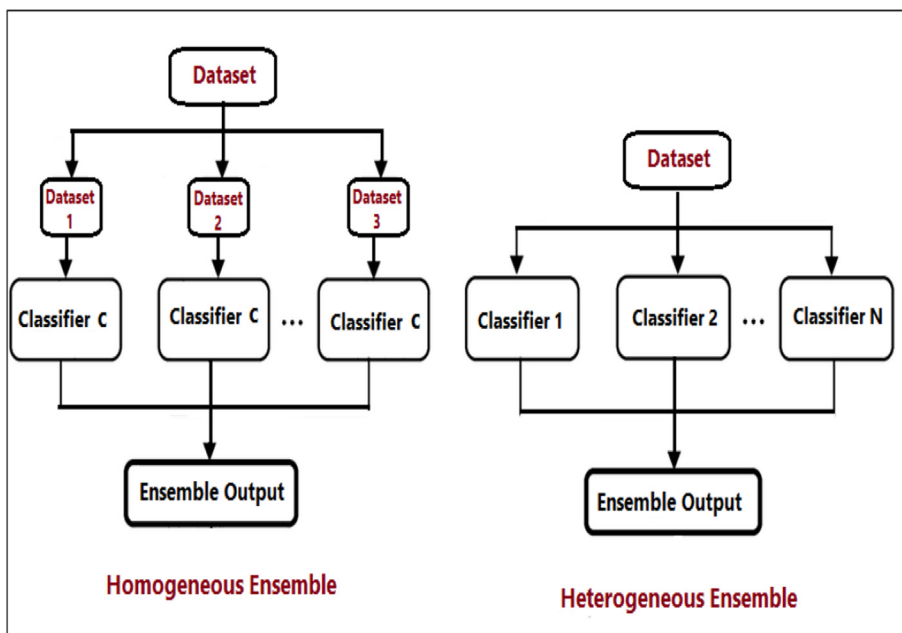 Dataset
Dataset
1
Dataset
2
Dataset
3
Classifier C
Classifier C
...
Classifier C
Ensemble Output
Homogeneous Ensemble
Dataset
Classifier 1
Classifier 2
...
Classifier N
Ensemble Output
Heterogeneous Ensemble